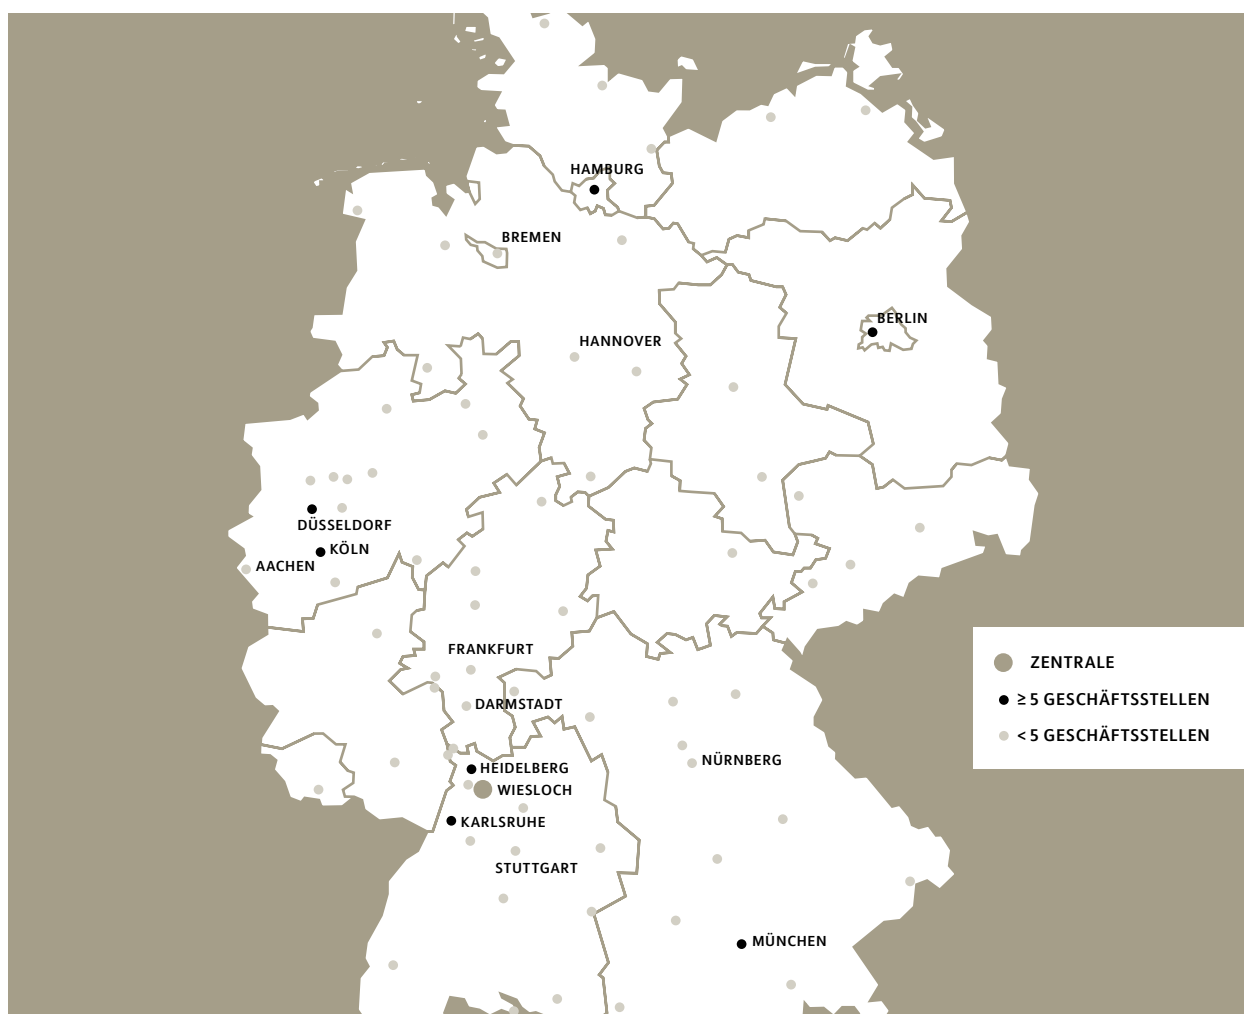 HAMBURG
BREMEN
BERLIN
HANNOVER
DÜSSELDORF
KÖLN
AACHEN
FRANKFURT
ZENTRALE
≥ 5 GESCHÄFTSSTELLEN
< 5 GESCHÄFTSSTELLEN
DARMSTADT
NÜRNBERG
HEIDELBERG
WIESLOCH
KARLSRUHE
STUTTGART
MÜNCHEN